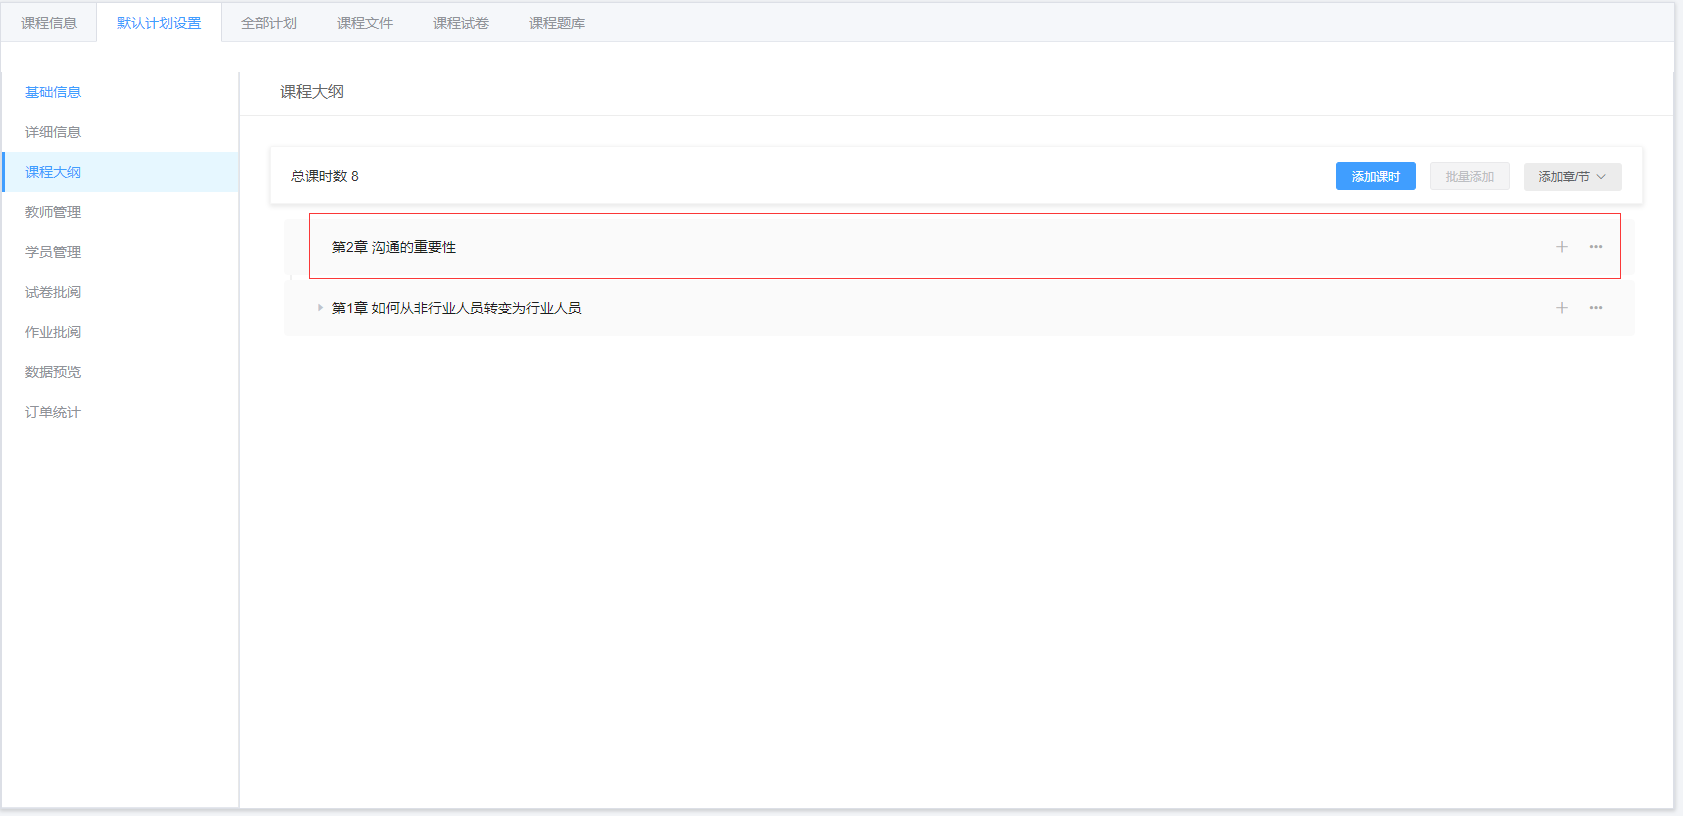 课程信息 默认计划设置 全部计划 课程文件 课程试卷 课程题库
基础信息
详细信息
课程大纲
教师管理
学员管理
试卷批阅
作业批阅
数据预览
订单统计
课程大纲
总课时数 8 添加课时 批量添加 添加章/节
第2章 沟通的重要性
第1章 如何从非行业人员转变为行业人员